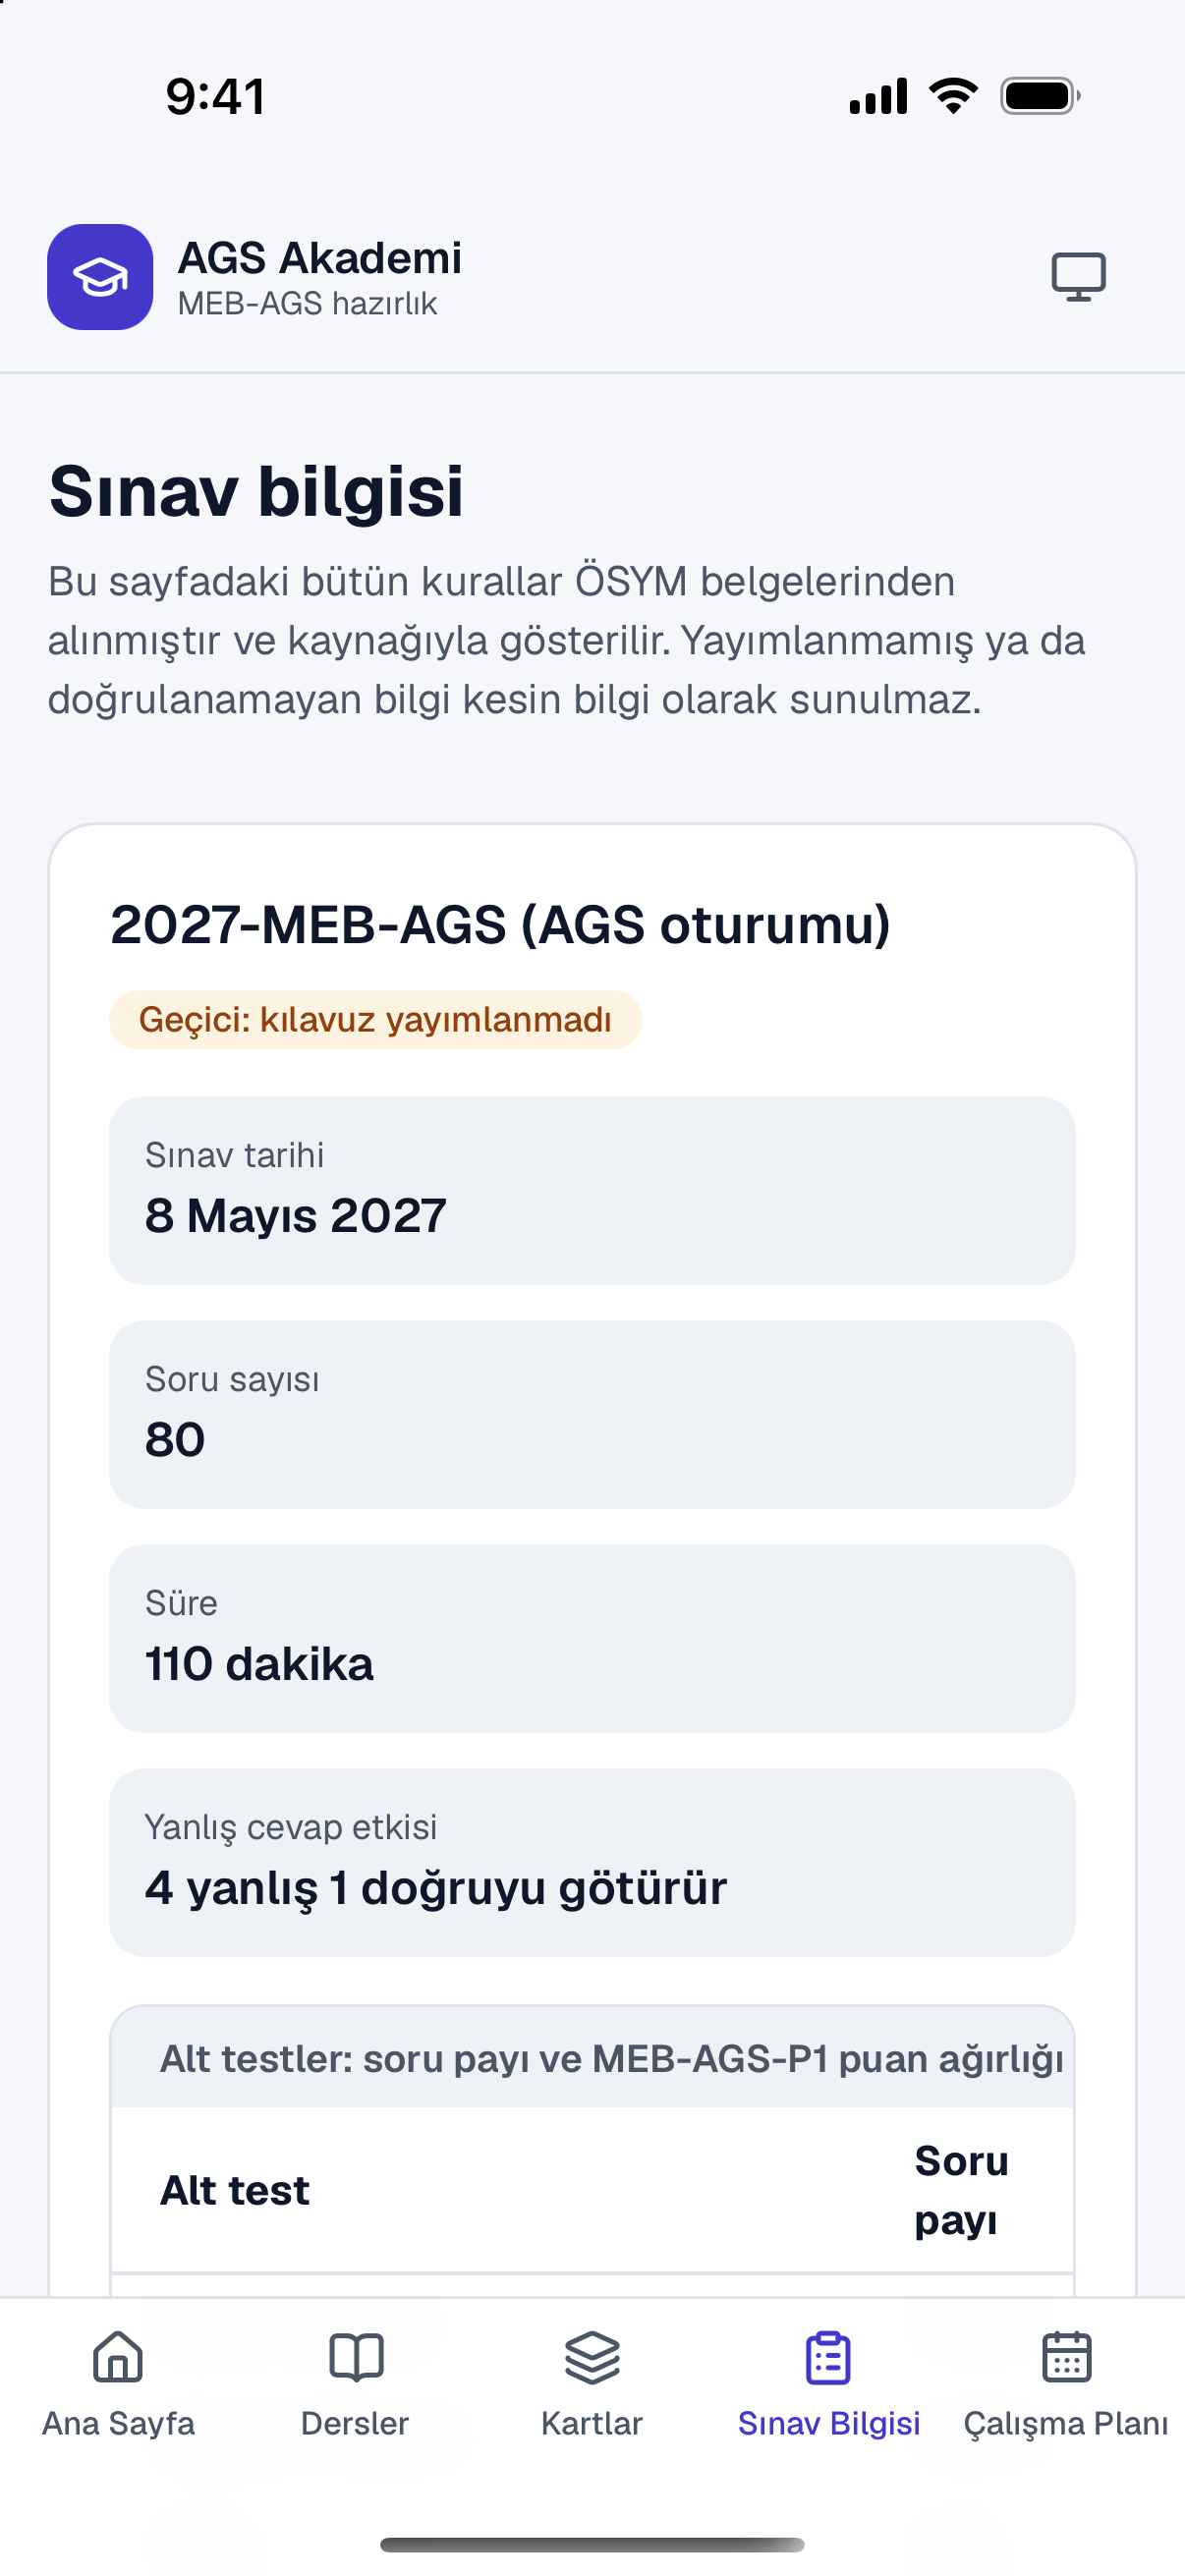 9:41
AGS Akademi
MEB-AGS hazırlık
Sınav bilgisi
Bu sayfadaki bütün kurallar ÖSYM belgelerinden
alınmıştır ve kaynağıyla gösterilir. Yayımlanmamış ya da
doğrulanamayan bilgi kesin bilgi olarak sunulmaz.
2027-MEB-AGS (AGS oturumu)
Geçici: kılavuz yayımlanmadı
Sınav tarihi
8 Mayıs 2027
Soru sayısı
80
Süre
110 dakika
Yanlış cevap etkisi
4 yanlış 1 doğruyu götürür
Alt testler: soru payı ve MEB-AGS-P1 puan ağırlığı
Alt test
Soru
payı
Ana Sayfa
Dersler
Kartlar
Sınav Bilgisi
Çalışma Planı